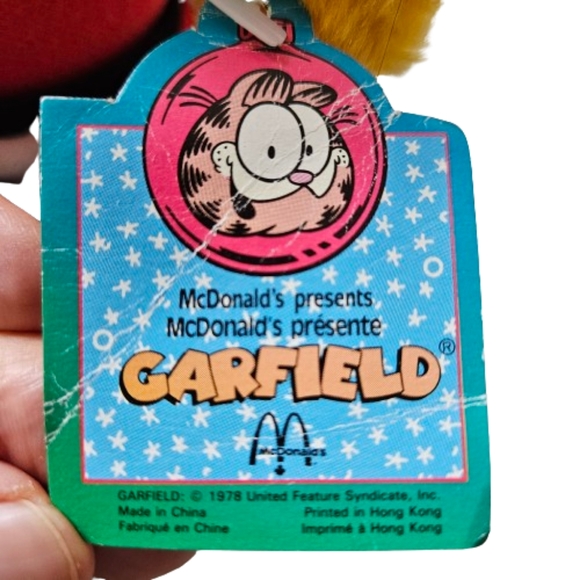 McDonald's presents
McDonald's présente
GARFIELD®
McDonald's
GARFIELD: © 1978 United Feature Syndicate, Inc.
Made in China Printed in Hong Kong
Fabriqué en Chine Imprimé à Hong Kong